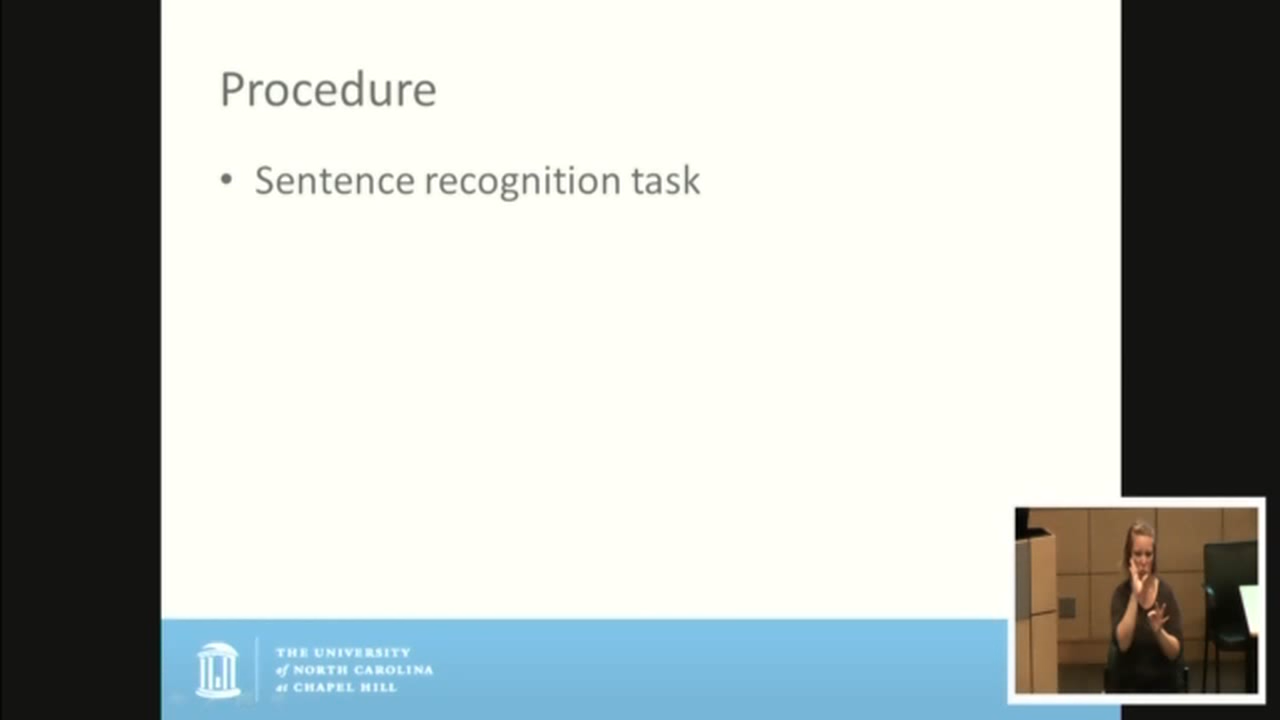 Procedure
• Sentence recognition task
THE UNIVERSITY
of NORTH CAROLINA
at CHAPEL HILL